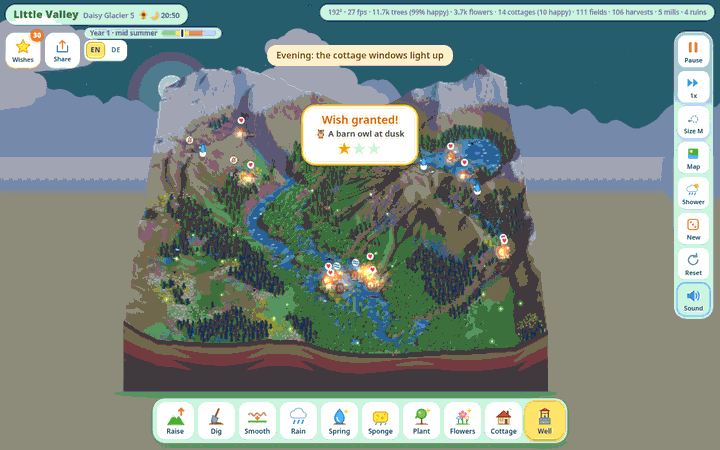 Little Valley Daisy Glacier 5 20:50
192² · 27 fps · 11.7k trees (99% happy) · 3.7k flowers · 14 cottages (10 happy) · 111 fields · 106 harvests · 5 mills · 4 ruins
Year 1 · mid summer
30
Wishes
Share
EN DE
Evening: the cottage windows light up
Wish granted!
A barn owl at dusk
Pause
1x
Size M
Map
Shower
New
Reset
Sound
Raise Dig Smooth Rain Spring Sponge Plant Flowers Cottage Well